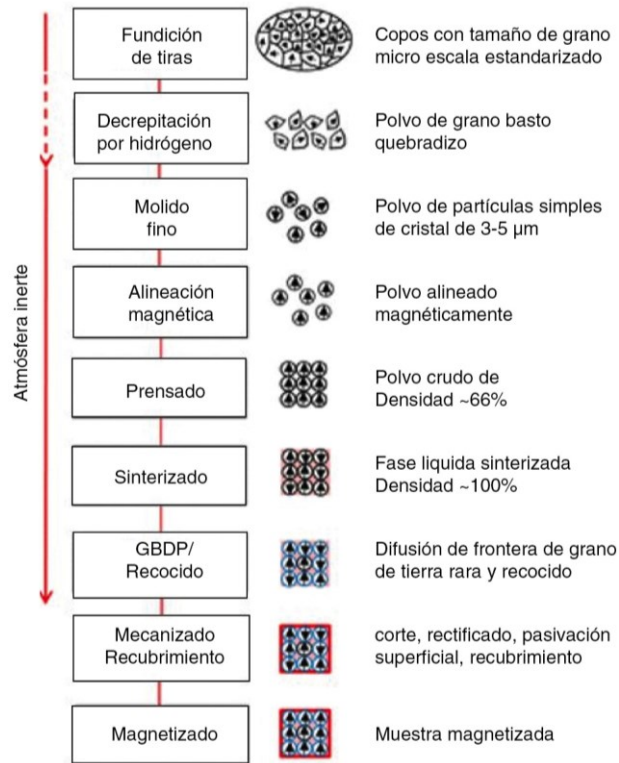 Fundición
de tiras
Copos con tamaño de grano
micro escala estandarizado
Decrepitación
por hidrógeno
Polvo de grano basto
quebradizo
Molido
fino
Polvo de partículas simples
de cristal de 3-5 µm
Alineación
magnética
Polvo alineado
magnéticamente
Atmósfera inerte
Prensado
Polvo crudo de
Densidad ~66%
Sinterizado
Fase liquida sinterizada
Densidad ~100%
GBDP/
Recocido
Difusión de frontera de grano
de tierra rara y recocido
Mecanizado
Recubrimiento
corte, rectificado, pasivación
superficial, recubrimiento
Magnetizado
Muestra magnetizada